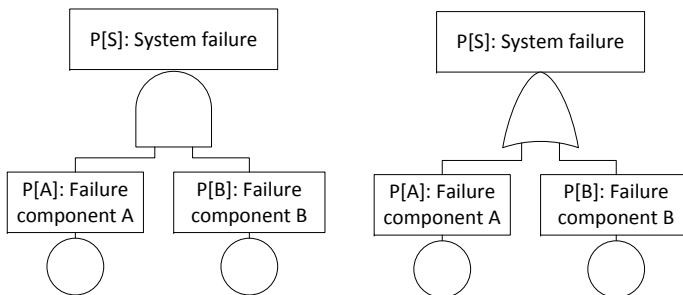 P[S]: System failure
P[A]: Failure
component A
P[B]: Failure
component B
P[S]: System failure
P[A]: Failure
component A
P[B]: Failure
component B